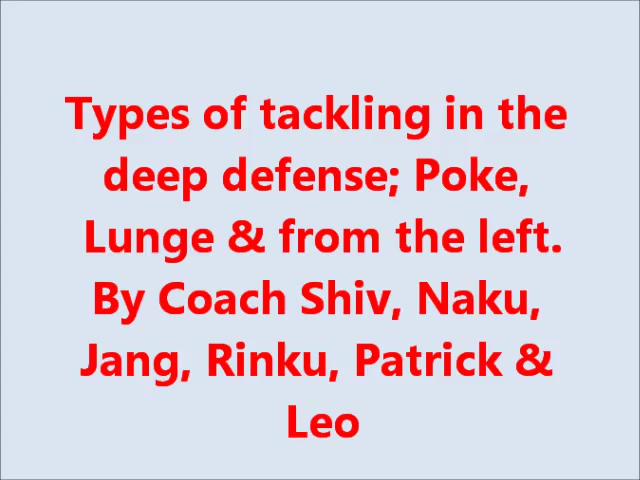 Types of tackling in the
deep defense; Poke,
Lunge & from the left.
By Coach Shiv, Naku,
Jang, Rinku, Patrick &
Leo